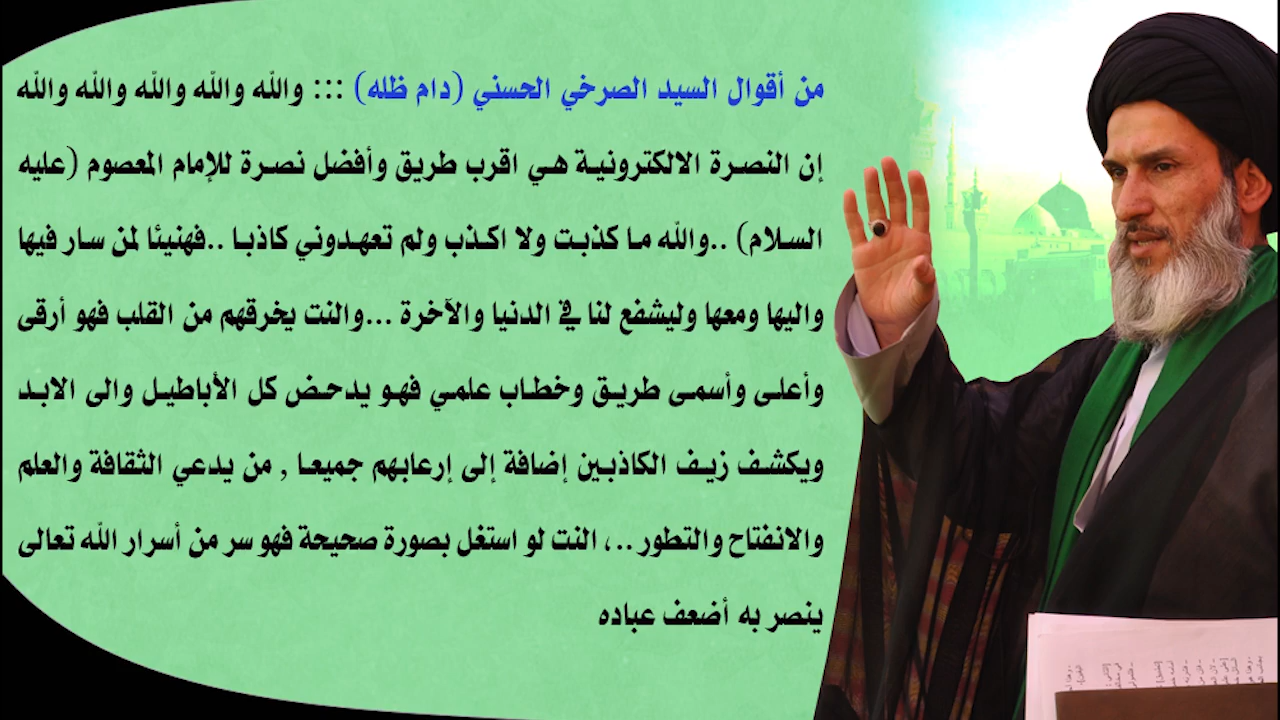 من أقوال السيد الصرخي الحسني (دام ظله) ::: والله والله والله والله والله
إن النصرة الالكترونية هي اقرب طريق وأفضل نصرة للإمام المعصوم (عليه
السلام) ..والله ما كذبت ولا اكذب ولم تعهدوني كاذبا ..فهنيئا لمن سار فيها
واليها ومعها وليشفع لنا في الدنيا والآخرة ...والنت يخرقهم من القلب فهو أرقى
وأعلى وأسمى طريق وخطاب علمي فهو يدحض كل الأباطيل والى الابد
ويكشف زيف الكاذبين إضافة إلى إرعابهم جميعا , من يدعي الثقافة والعلم
والانفتاح والتطور ..، النت لو استغل بصورة صحيحة فهو سر من أسرار الله تعالى
ينصر به أضعف عباده